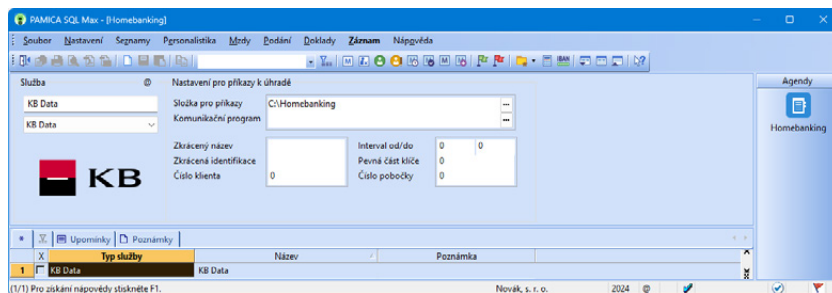 PAMICA SQL Max - [Homebanking]
Soubor Nastavení Seznamy Personalistika Mzdy Podání Doklady Záznam Nápověda
Služba @ Nastavení pro příkazy k úhradě
KB Data
KB Data
Složka pro příkazy C:\Homebanking ...
Komunikační program ...
Zkrácený název Interval od/do 0 0
Zkrácená identifikace Pevná část klíče 0
Číslo klienta 0 Číslo pobočky 0
KB
Agendy
Homebanking
* Upomínky Poznámky
X Typ služby Název Poznámka
1 KB Data KB Data
(1/1) Pro získání nápovědy stiskněte F1. Novák, s. r. o. 2024 @